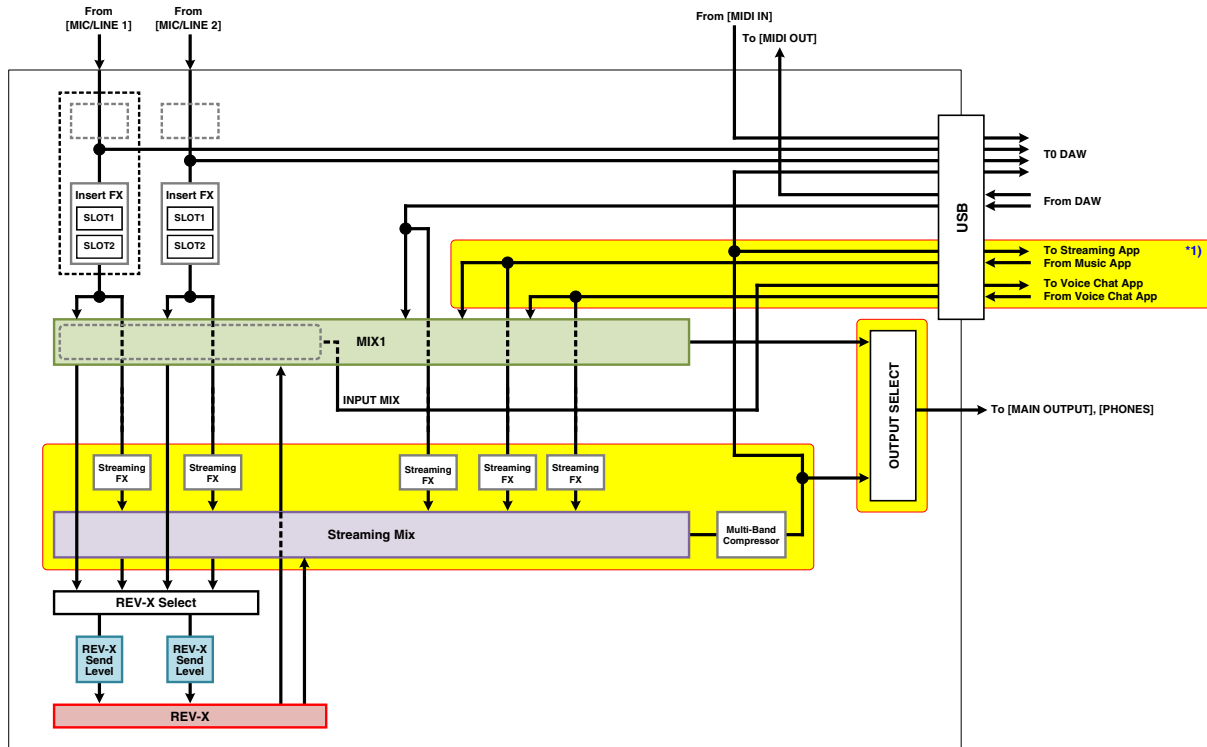 From
[MIC/LINE 1]
From
[MIC/LINE 2]
From [MIDI IN]
To [MIDI OUT]
T0 DAW
From DAW
USB
Insert FX
SLOT1
SLOT2
Insert FX
SLOT1
SLOT2
To Streaming App
*1)
From Music App
To Voice Chat App
From Voice Chat App
MIX1
INPUT MIX
OUTPUT SELECT
To [MAIN OUTPUT], [PHONES]
Streaming
FX
Streaming
FX
Streaming
FX
Streaming
FX
Streaming
FX
Streaming Mix
Multi-Band
Compressor
REV-X Select
REV-X
Send
Level
REV-X
Send
Level
REV-X